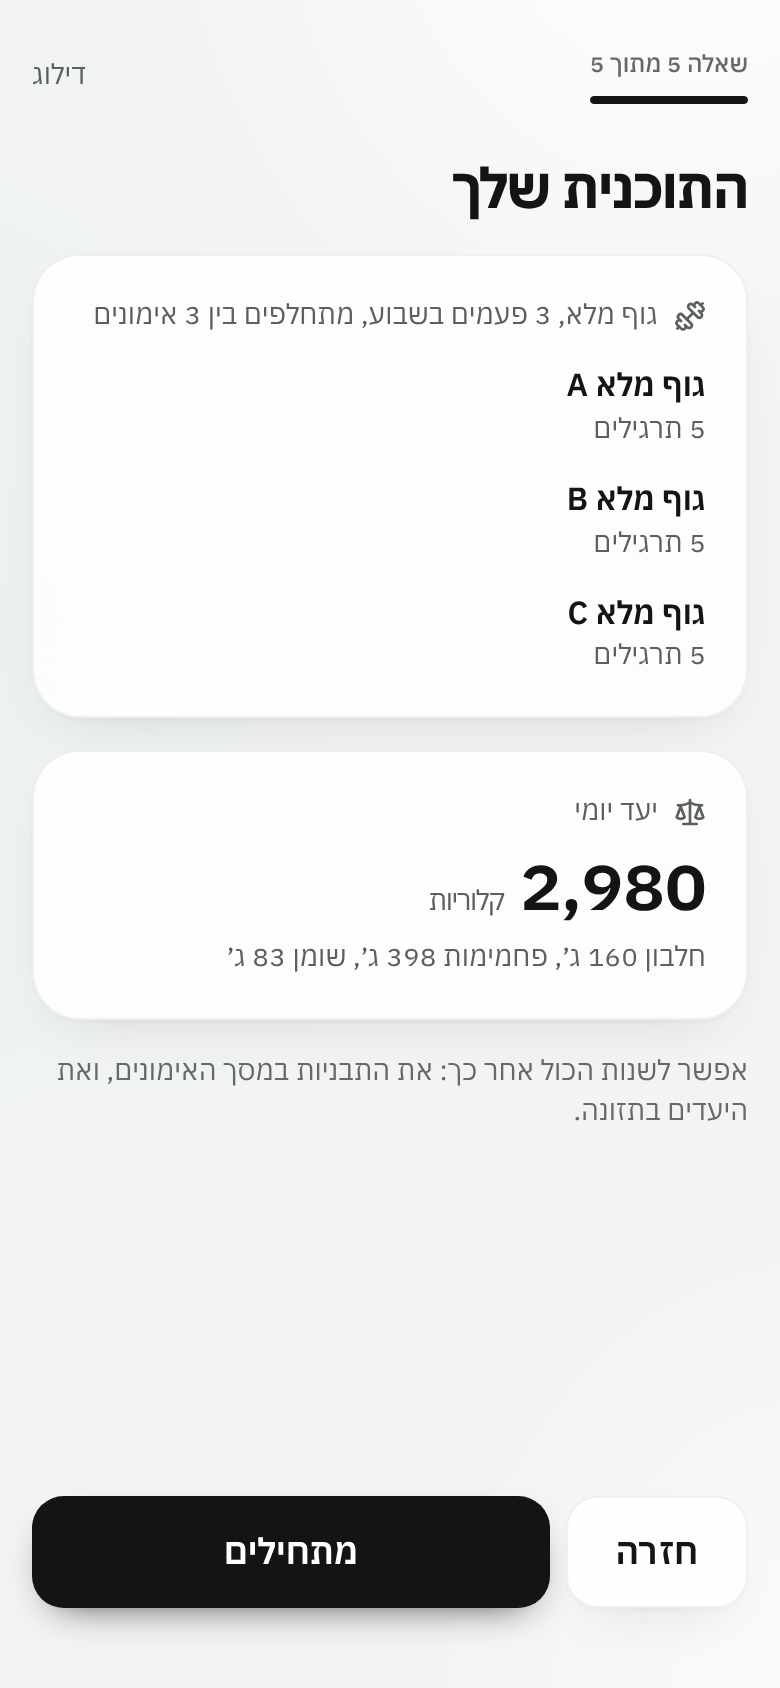 שאלה 5 מתוך 5
דילוג
התוכנית שלך
גוף מלא, 3 פעמים בשבוע, מתחלפים בין 3 אימונים
גוף מלא A
5 תרגילים
גוף מלא B
5 תרגילים
גוף מלא C
5 תרגילים
יעד יומי
2,980 קלוריות
חלבון 160 ג׳, פחמימות 398 ג׳, שומן 83 ג׳
אפשר לשנות הכול אחר כך: את התבניות במסך האימונים, ואת
היעדים בתזונה.
חזרה
מתחילים